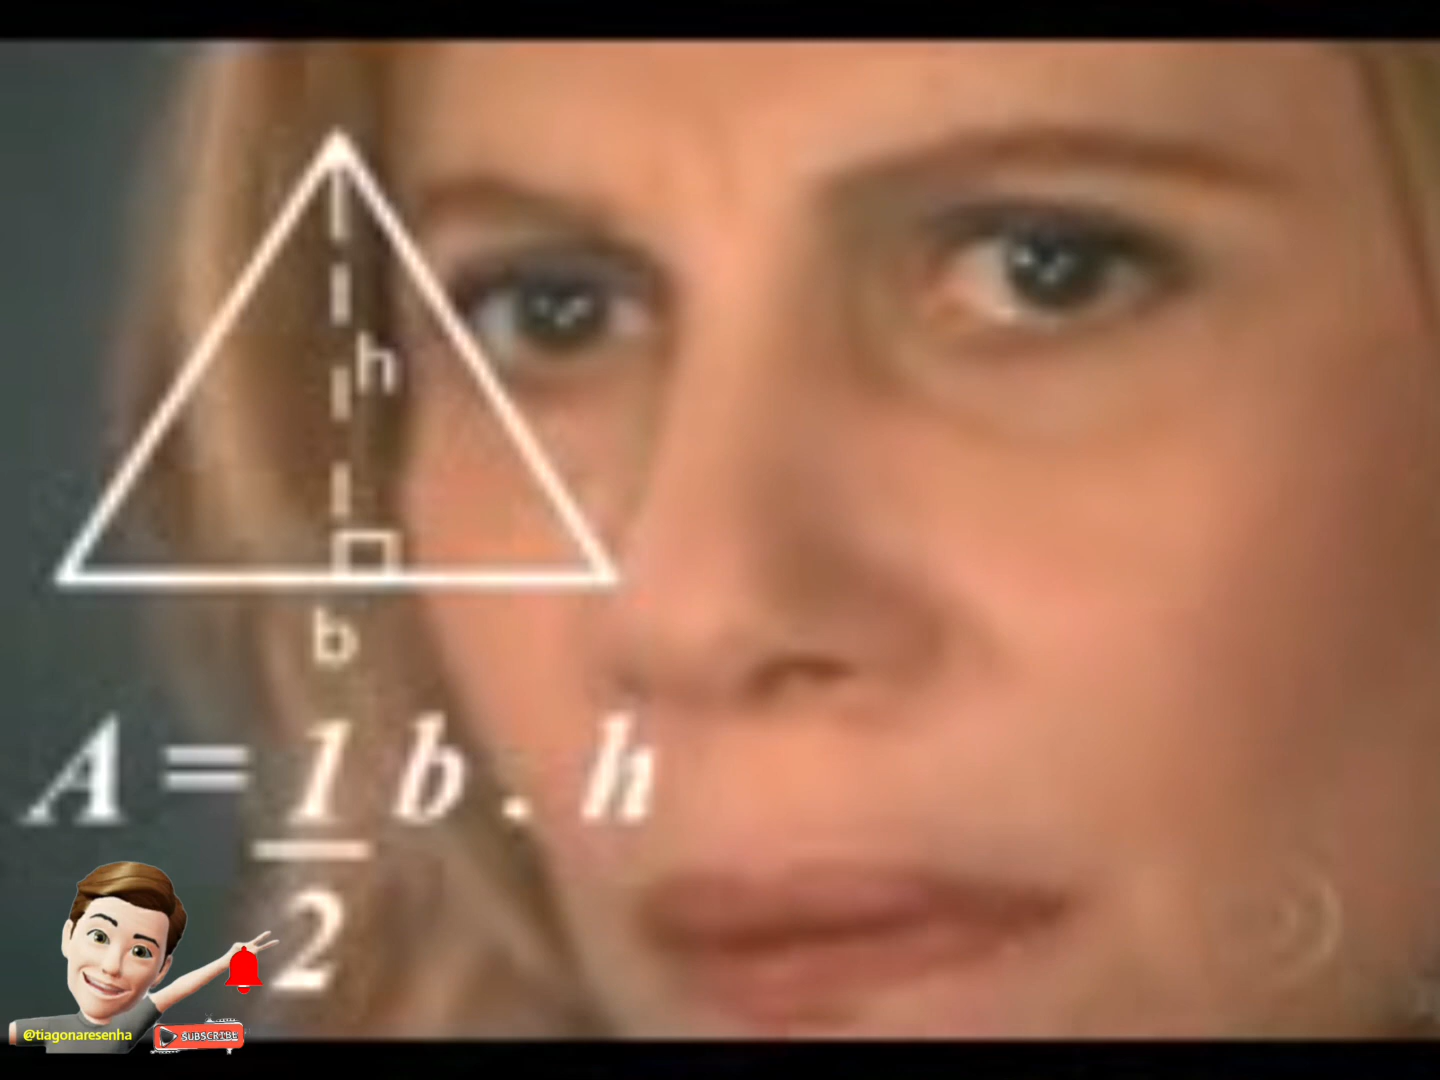 h
b
A = 1/2 b . h
@tiagonaresenha
SUBSCRIBE